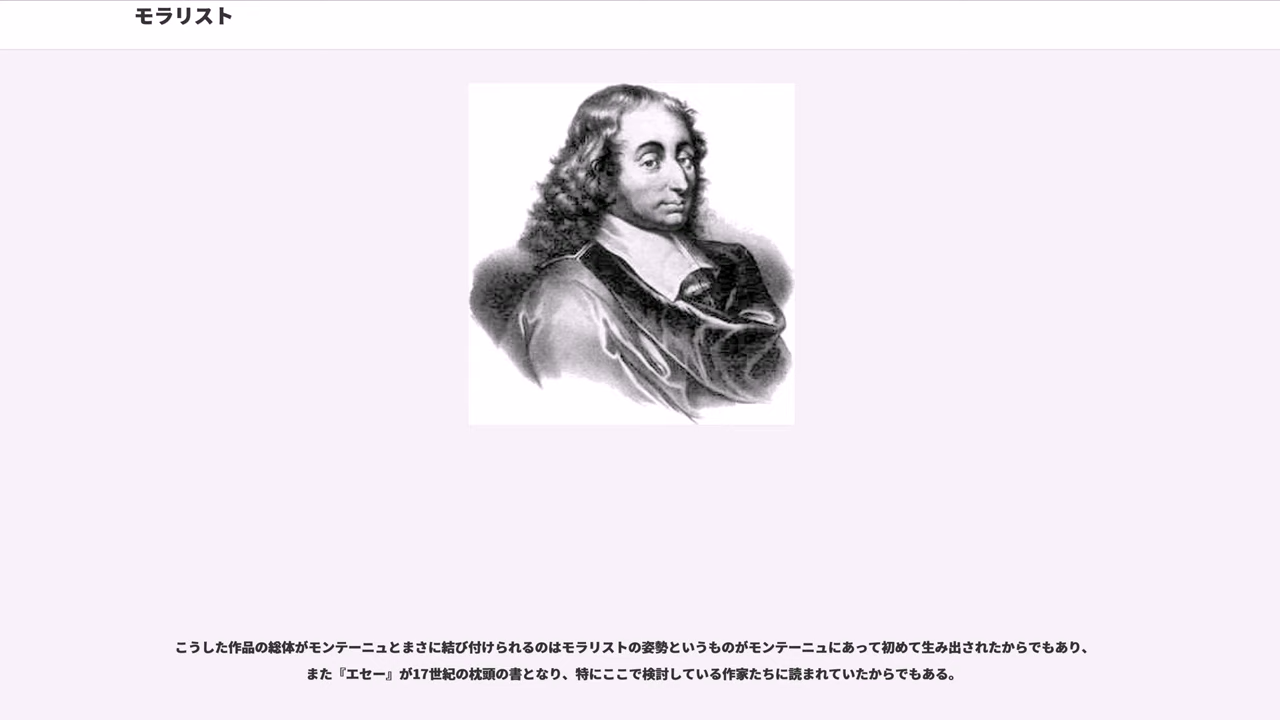 モラリスト
こうした作品の総体がモンテーニュとまさに結び付けられるのはモラリストの姿勢というものがモンテーニュにあって初めて生み出されたからでもあり、
また『エセー』が17世紀の枕頭の書となり、特にここで検討している作家たちに読まれていたからでもある。